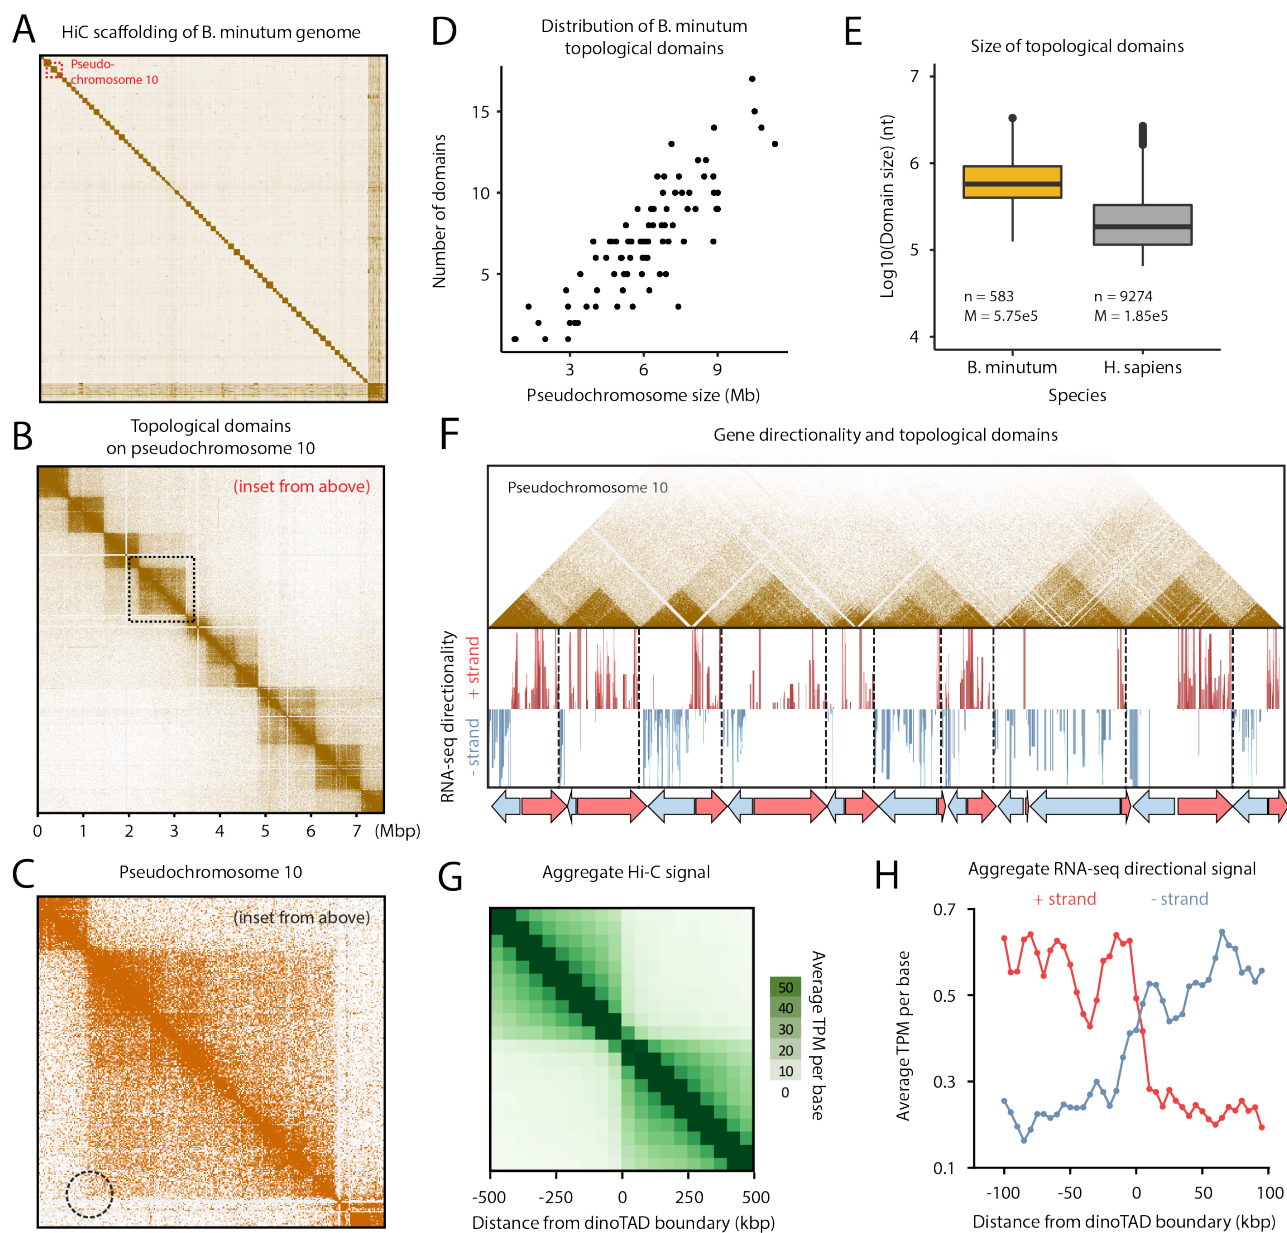 A
HiC scaffolding of B. minutum genome
Pseudo-
chromosome 10
B
Topological domains
on pseudochromosome 10
(inset from above)
0 1 2 3 4 5 6 7 (Mbp)
C
Pseudochromosome 10
(inset from above)
D
Distribution of B. minutum
topological domains
Number of domains
15
10
5
3 6 9
Pseudochromosome size (Mb)
E
Size of topological domains
Log10(Domain size) (nt)
7
6
5
4
n = 583
M = 5.75e5
n = 9274
M = 1.85e5
B. minutum H. sapiens
Species
F
Gene directionality and topological domains
Pseudochromosome 10
RNA-seq directionality
- strand + strand
G
Aggregate Hi-C signal
50
40
30
20
10
0
Average TPM per base
-500 -250 0 250 500
Distance from dinoTAD boundary (kbp)
H
Aggregate RNA-seq directional signal
+ strand - strand
Average TPM per base
0.7
0.5
0.3
0.1
-100 -50 0 50 100
Distance from dinoTAD boundary (kbp)